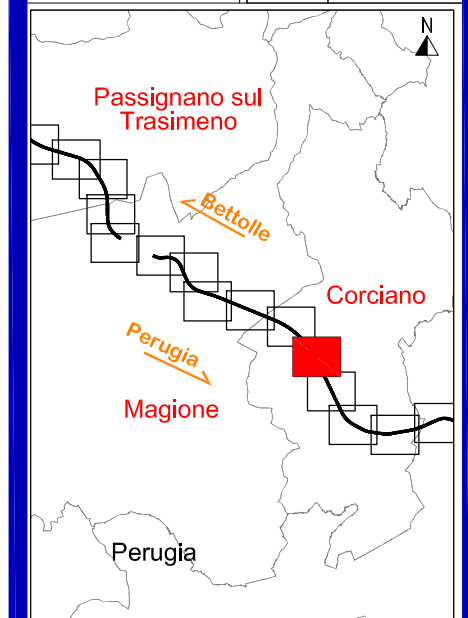 N
Passignano sul
Trasimeno
Bettolle
Corciano
Perugia
Magione
Perugia